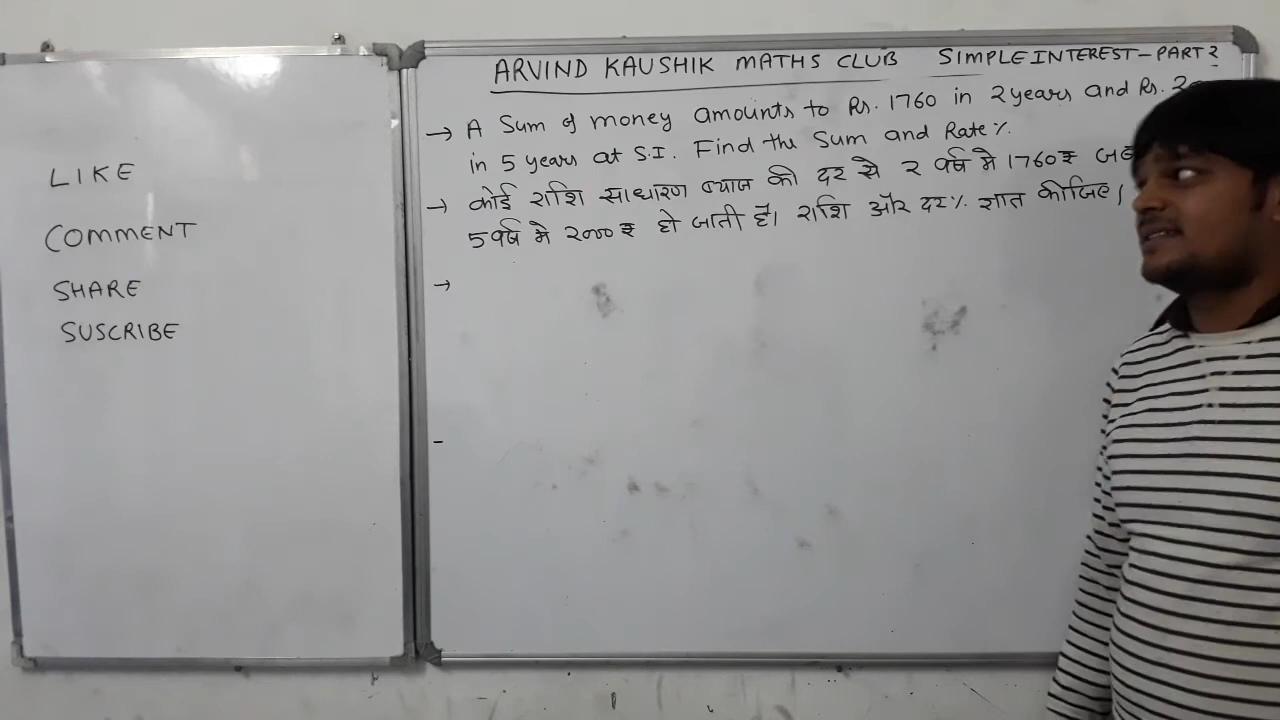 LIKE
COMMENT
SHARE
SUSCRIBE
ARVIND KAUSHIK MATHS CLUB SIMPLE INTEREST-PART 2
→ A Sum of money amounts to Rs. 1760 in 2 years and Rs.
in 5 years at S.I. Find the Sum and Rate %.
→ कोई राशि साधारण ब्याज की दर से 2 वर्ष मे 1760 ₹
5 वर्ष मे 2000 ₹ हो जाती है। राशि और दर % ज्ञात कीजिए।
→
-